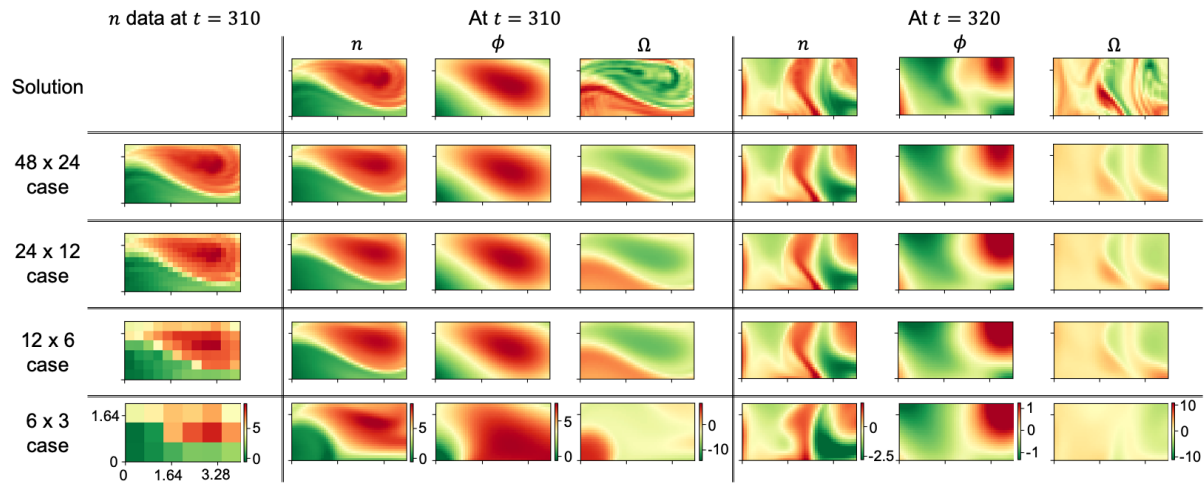 n data at t = 310
At t = 310
At t = 320
n
ϕ
Ω
n
ϕ
Ω
Solution
48 x 24
case
24 x 12
case
12 x 6
case
6 x 3
case
1.64
0
0
1.64
3.28
5
0
5
0
5
0
0
-10
0
-2.5
1
0
-1
10
0
-10